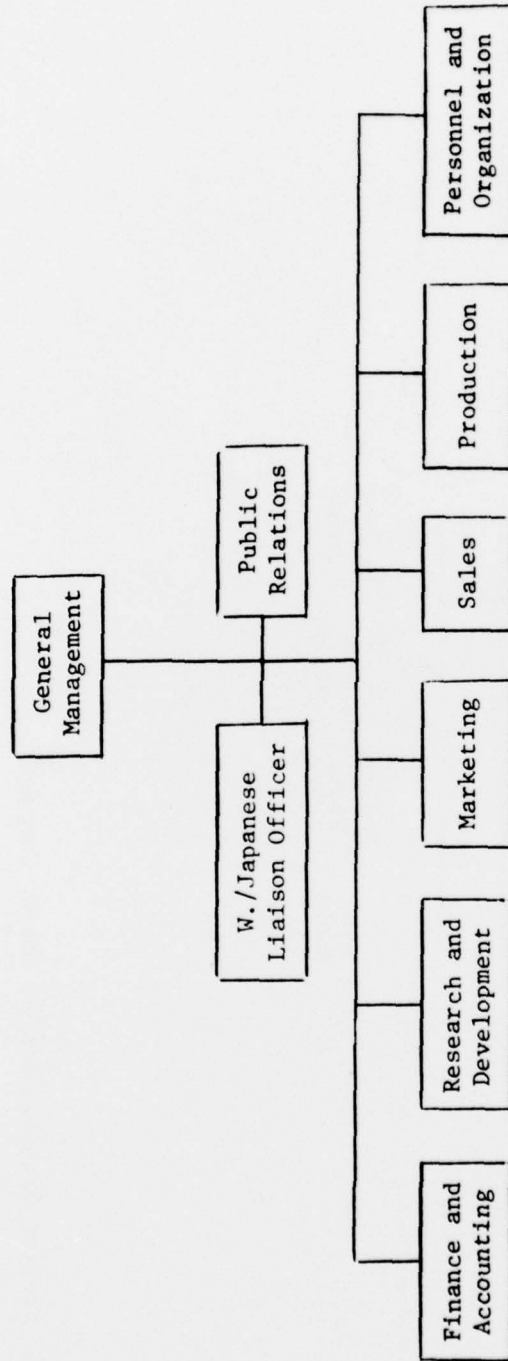 General
Management
W./Japanese
Liaison Officer
Public
Relations
Finance and
Accounting
Research and
Development
Marketing
Sales
Production
Personnel and
Organization